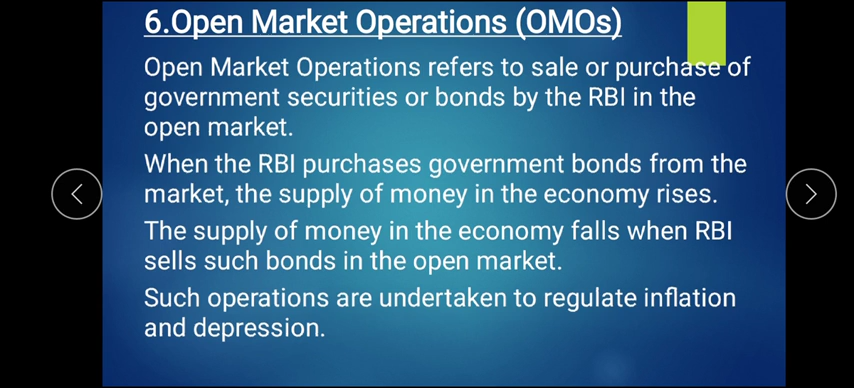 6.Open Market Operations (OMOs)
Open Market Operations refers to sale or purchase of
government securities or bonds by the RBI in the
open market.
When the RBI purchases government bonds from the
market, the supply of money in the economy rises.
The supply of money in the economy falls when RBI
sells such bonds in the open market.
Such operations are undertaken to regulate inflation
and depression.